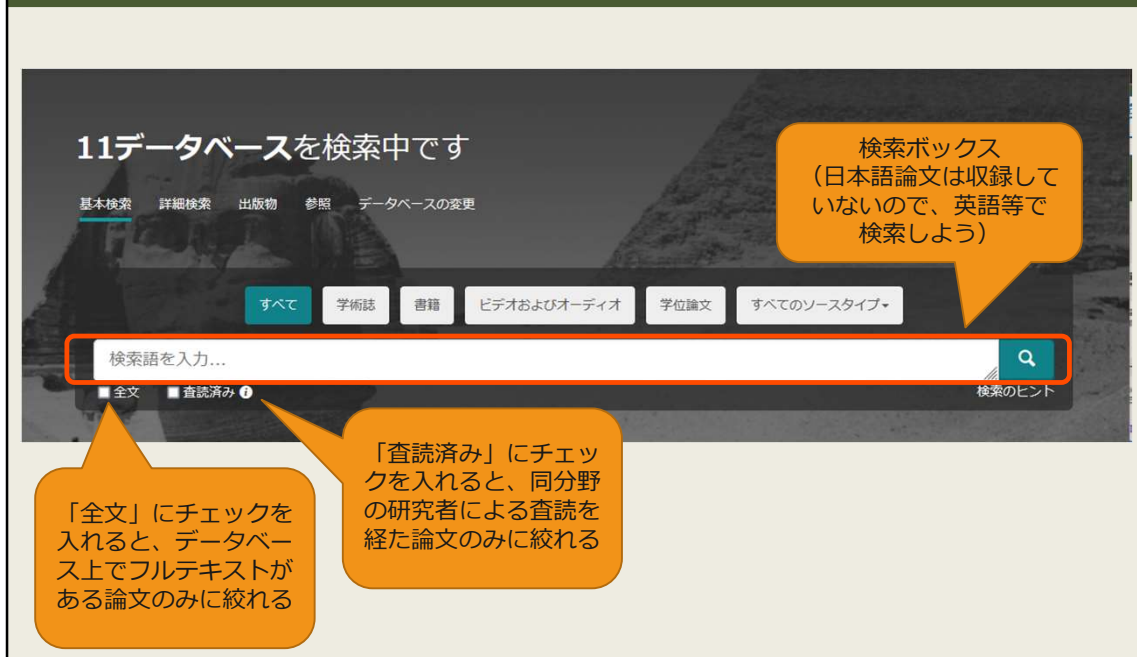 11データベースを検索中です
基本検索 詳細検索 出版物 参照 データベースの変更
検索ボックス
（日本語論文は収録して
いないので、英語等で
検索しよう）
すべて 学術誌 書籍 ビデオおよびオーディオ 学位論文 すべてのソースタイプ
検索語を入力...
全文 査読済み 検索のヒント
「査読済み」にチェッ
クを入れると、同分野
の研究者による査読を
経た論文のみに絞れる
「全文」にチェックを
入れると、データベー
ス上でフルテキストが
ある論文のみに絞れる